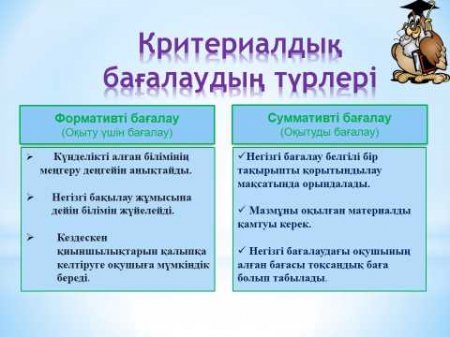 Критериалдық
бағалаудың түрлері
Формативті бағалау
(Оқыту үшін бағалау)
Күнделікті алған білімінің
меңгеру деңгейін анықтайды.
Негізгі бақылау жұмысына
дейін білімін жүйелейді.
Кездескен
қиыншылықтарын қалыпқа
келтіруге оқушыға мүмкіндік
береді.
Суммативті бағалау
(Оқытуды бағалау)
Негізгі бағалау белгілі бір
тақырыпты қорытындылау
мақсатында орындалады.
Мазмұны оқылған материалды
қамтуы керек.
Негізгі бағалаудағы оқушының
алған бағасы тоқсандық баға
болып табылады.